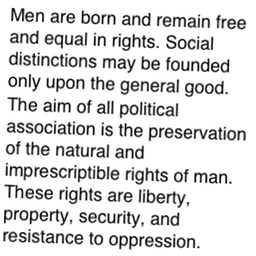 Men are born and remain free
and equal in rights. Social
distinctions may be founded
only upon the general good.
The aim of all political
association is the preservation
of the natural and
imprescriptible rights of man.
These rights are liberty,
property, security, and
resistance to oppression.